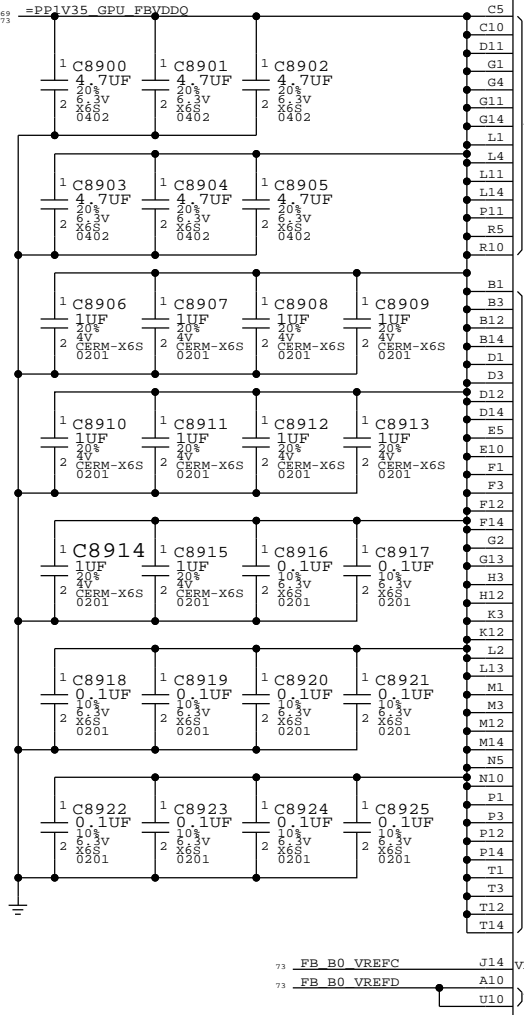 69 =PP1V35_GPU_FBVDDQ
73
C5
C10
D11
G1
G4
G11
G14
L1
L4
L11
L14
P11
R5
R10
1 C8900 1 C8901 1 C8902
4.7UF 4.7UF 4.7UF
20% 20% 20%
2 6.3V 2 6.3V 2 6.3V
X6S X6S X6S
0402 0402 0402
1 C8903 1 C8904 1 C8905
4.7UF 4.7UF 4.7UF
20% 20% 20%
2 6.3V 2 6.3V 2 6.3V
X6S X6S X6S
0402 0402 0402
B1
B3
B12
B14
D1
D3
D12
D14
E5
E10
F1
F3
F12
F14
G2
G13
H3
H12
K3
K12
L2
L13
M1
M3
M12
M14
N5
N10
P1
P3
P12
P14
T1
T3
T12
T14
1 C8906 1 C8907 1 C8908 1 C8909
1UF 1UF 1UF 1UF
20% 20% 20% 20%
4V 4V 4V 4V
2 CERM-X6S 2 CERM-X6S 2 CERM-X6S 2 CERM-X6S
0201 0201 0201 0201
1 C8910 1 C8911 1 C8912 1 C8913
1UF 1UF 1UF 1UF
20% 20% 20% 20%
4V 4V 4V 4V
2 CERM-X6S 2 CERM-X6S 2 CERM-X6S 2 CERM-X6S
0201 0201 0201 0201
1 C8914 1 C8915 1 C8916 1 C8917
1UF 1UF 0.1UF 0.1UF
20% 20% 10% 10%
4V 4V 6.3V 6.3V
2 CERM-X6S 2 CERM-X6S 2 X6S 2 X6S
0201 0201 0201 0201
1 C8918 1 C8919 1 C8920 1 C8921
0.1UF 0.1UF 0.1UF 0.1UF
10% 10% 10% 10%
2 6.3V 2 6.3V 2 6.3V 2 6.3V
X6S X6S X6S X6S
0201 0201 0201 0201
1 C8922 1 C8923 1 C8924 1 C8925
0.1UF 0.1UF 0.1UF 0.1UF
10% 10% 10% 10%
2 6.3V 2 6.3V 2 6.3V 2 6.3V
X6S X6S X6S X6S
0201 0201 0201 0201
73 FB_B0_VREFC J14
73 FB_B0_VREFD A10
U10